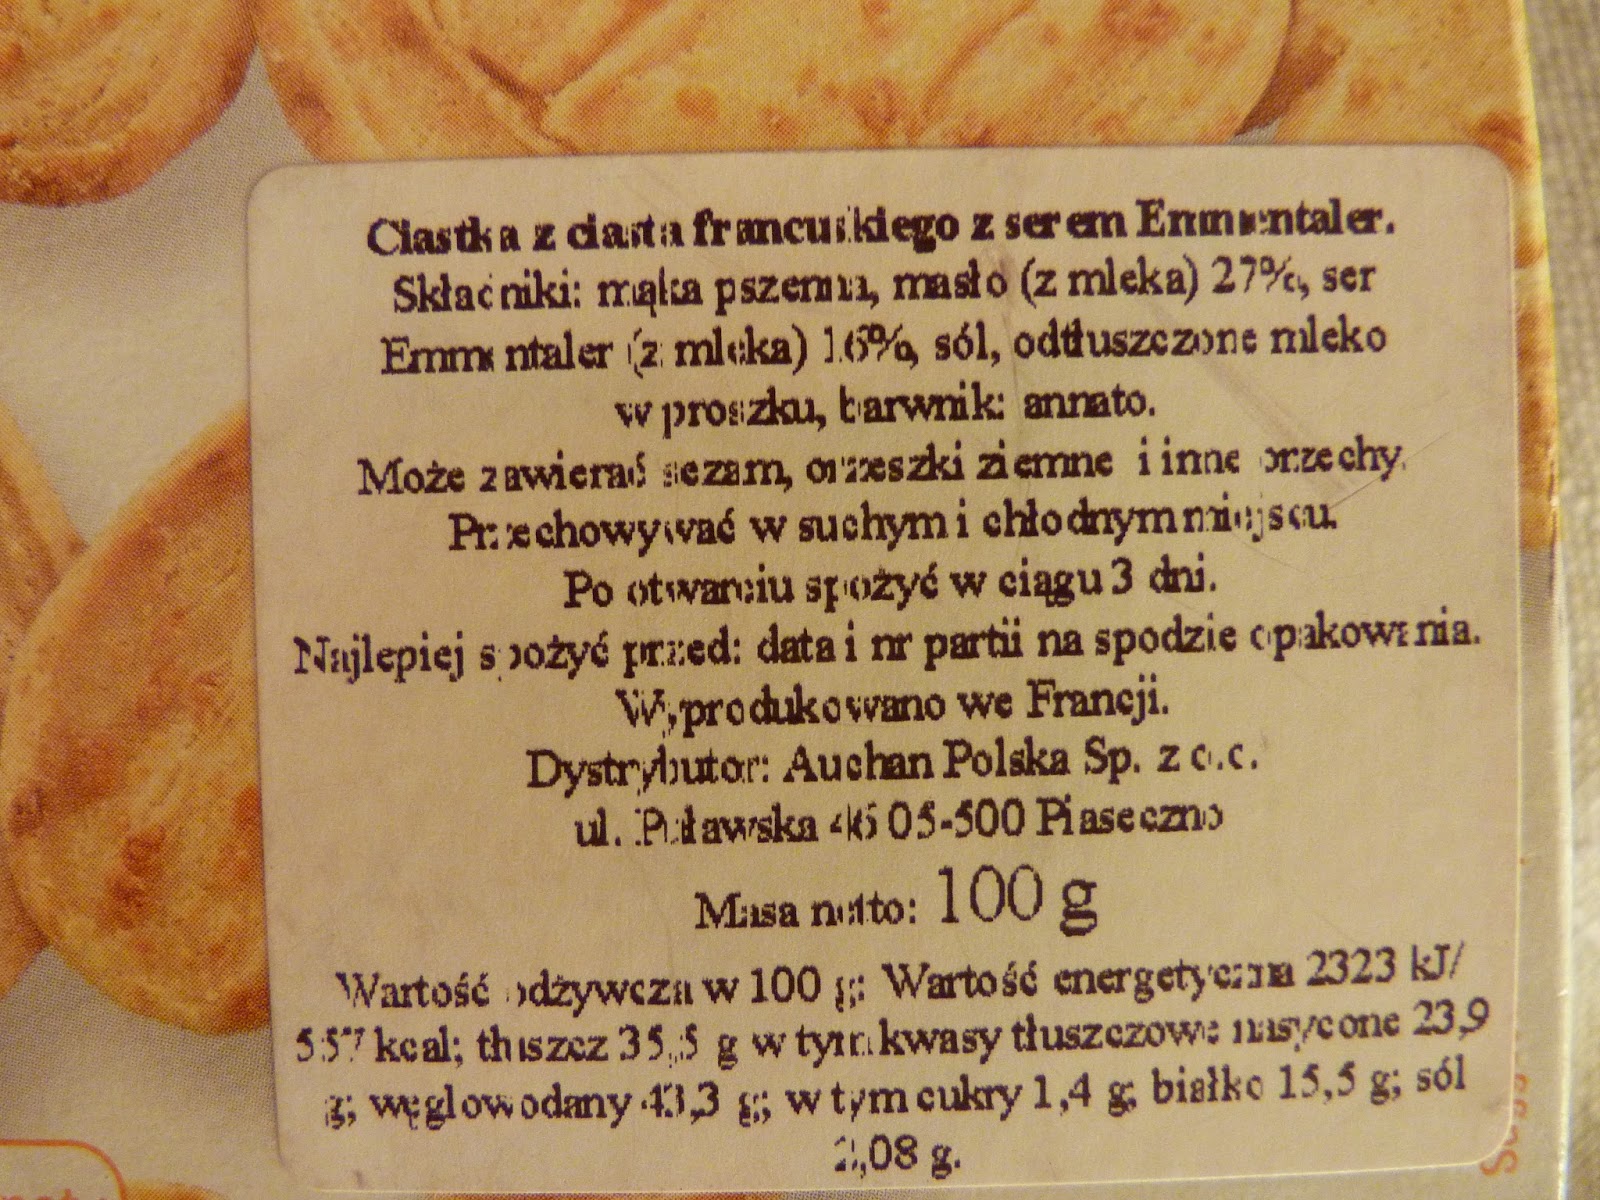 Ciastka z ciasta francuskiego z serem Emmentaler.
Składniki: mąka pszenna, masło (z mleka) 27%, ser
Emmentaler (z mleka) 16%, sól, odtłuszczone mleko
w proszku, barwnik: annato.
Może zawierać sezam, orzeszki ziemne i inne orzechy.
Przechowywać w suchym i chłodnym miejscu.
Po otwarciu spożyć w ciągu 3 dni.
Najlepiej spożyć przed: data i nr partii na spodzie opakowania.
Wyprodukowano we Francji.
Dystrybutor: Auchan Polska Sp. z o.o.
ul. Puławska 46 05-500 Piaseczno
Masa netto: 100 g
Wartość odżywcza w 100 g: Wartość energetyczna 2323 kJ/
557 kcal; tłuszcz 35,5 g w tym kwasy tłuszczowe nasycone 23,9
g; węglowodany 43,3 g; w tym cukry 1,4 g; białko 15,5 g; sól
2,08 g.